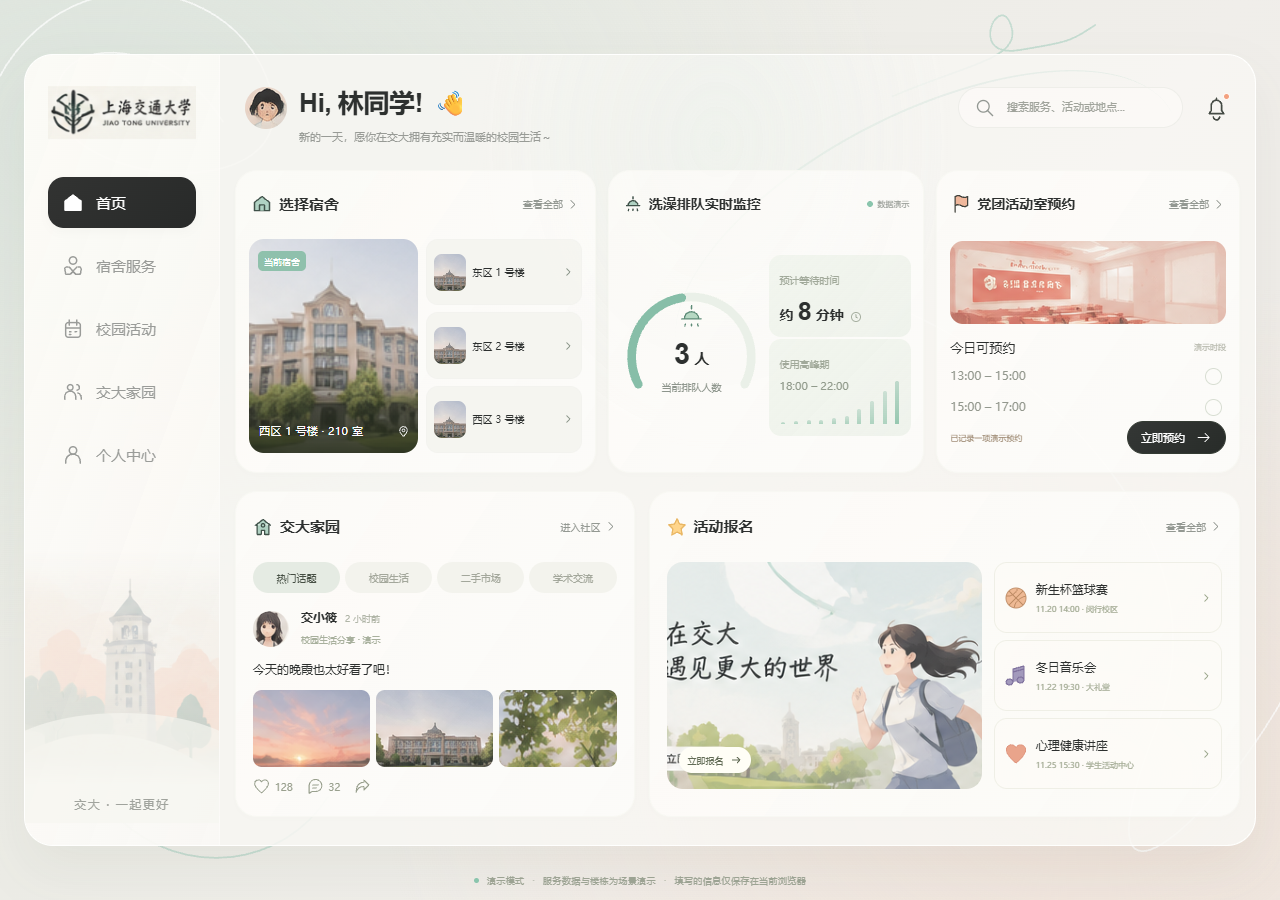 上海交通大学
JIAO TONG UNIVERSITY
首页
宿舍服务
校园活动
交大家园
个人中心
交大 · 一起更好
Hi, 林同学!
新的一天，愿你在交大拥有充实而温暖的校园生活 ~
搜索服务、活动或地点...
选择宿舍
查看全部
当前宿舍
西区 1 号楼 · 210 室
东区 1 号楼
东区 2 号楼
西区 3 号楼
洗澡排队实时监控
数据演示
3 人
当前排队人数
预计等待时间
约 8 分钟
使用高峰期
18:00 – 22:00
党团活动室预约
查看全部
今日可预约
演示时段
13:00 – 15:00
15:00 – 17:00
已记录一项演示预约
立即预约
交大家园
进入社区
热门话题
校园生活
二手市场
学术交流
交小筱 2 小时前
校园生活分享 · 演示
今天的晚霞也太好看了吧!
128
32
活动报名
查看全部
在交大
遇见更大的世界
立即报名
新生杯篮球赛
11.20 14:00 · 闵行校区
冬日音乐会
11.22 19:30 · 大礼堂
心理健康讲座
11.25 15:30 · 学生活动中心
演示模式 · 服务数据与楼栋为场景演示 · 填写的信息仅保存在当前浏览器